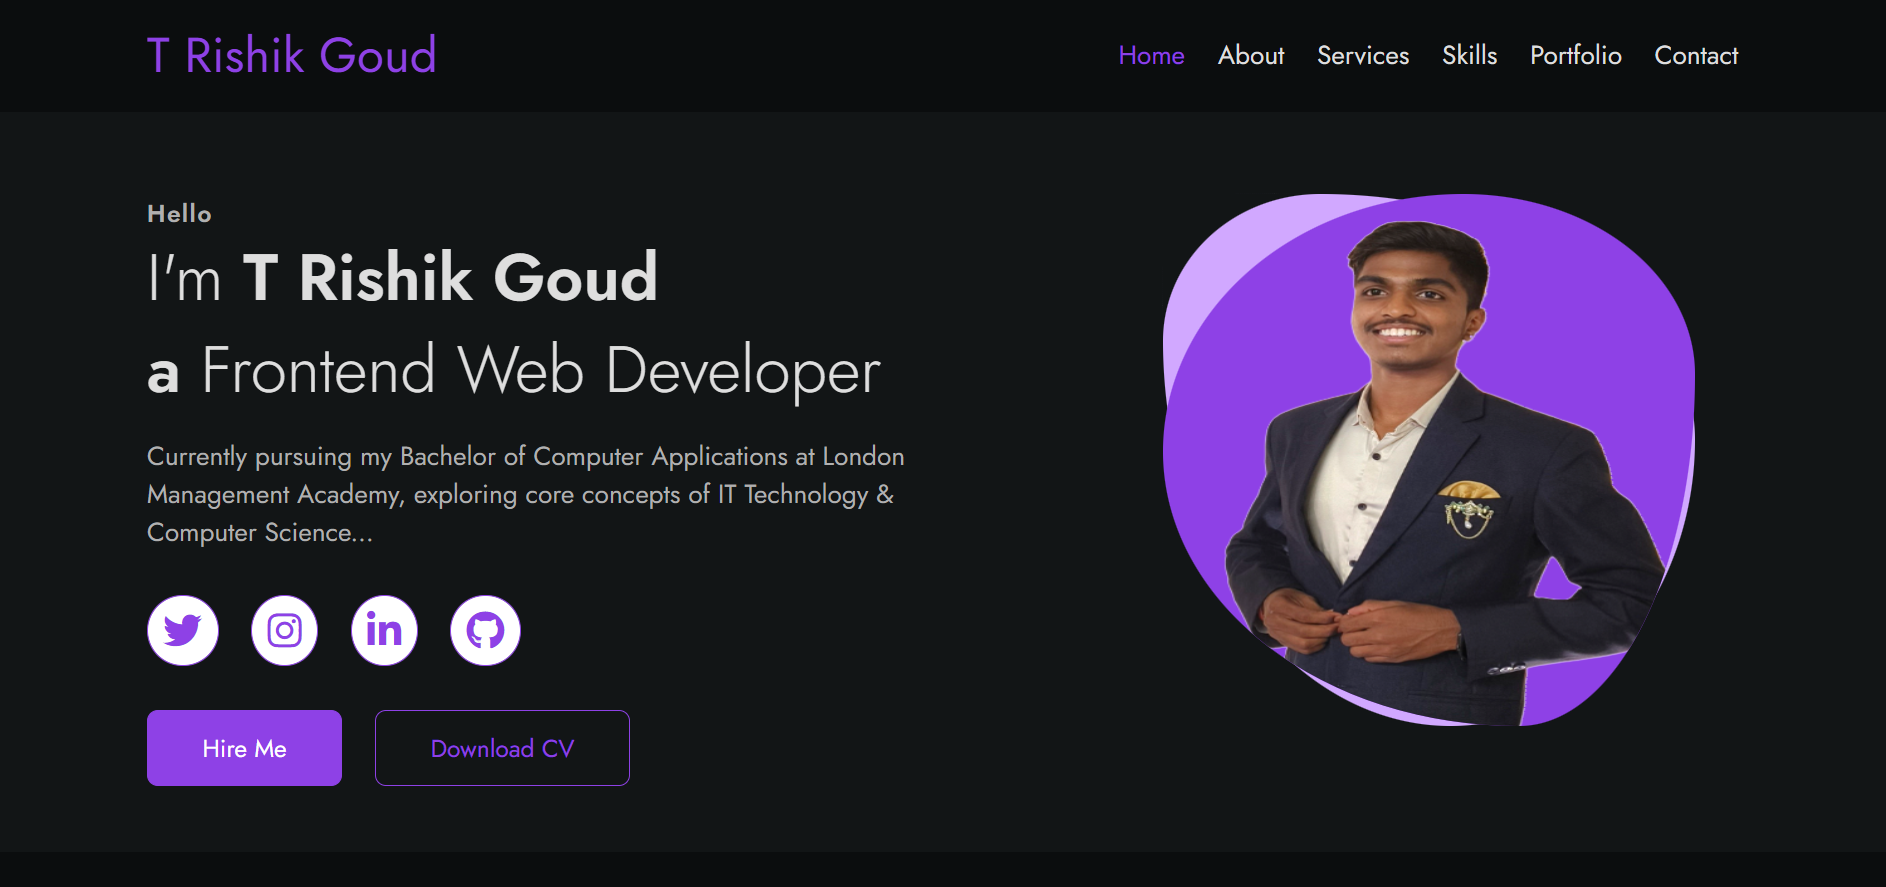 T Rishik Goud
Home About Services Skills Portfolio Contact
Hello
I'm T Rishik Goud
a Frontend Web Developer
Currently pursuing my Bachelor of Computer Applications at London
Management Academy, exploring core concepts of IT Technology &
Computer Science...
in
Hire Me
Download CV